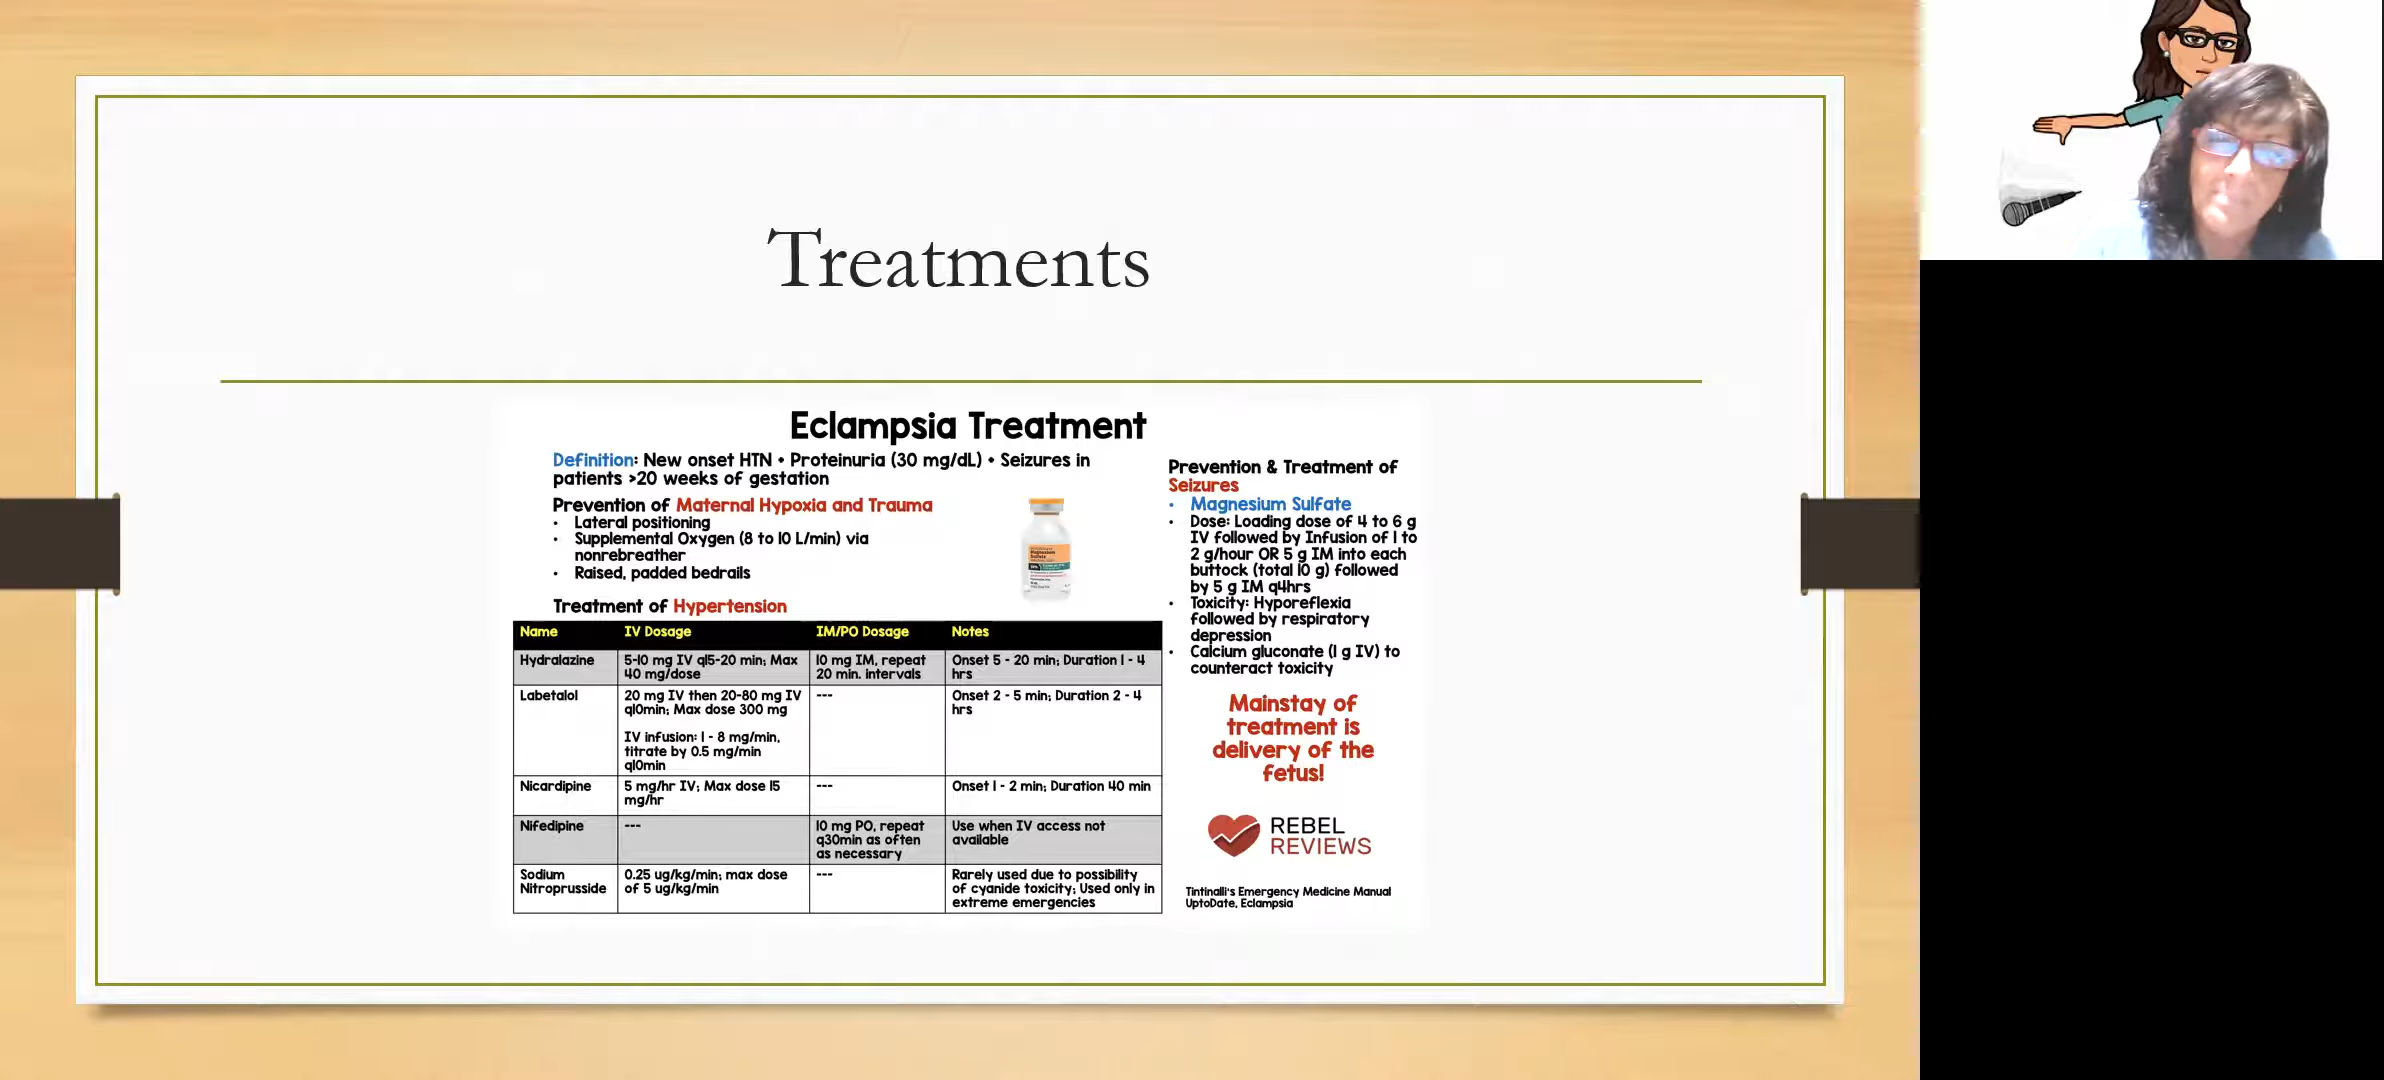 Treatments
Eclampsia Treatment
Definition: New onset HTN • Proteinuria (30 mg/dL) • Seizures in
patients >20 weeks of gestation
Prevention of Maternal Hypoxia and Trauma
• Lateral positioning
• Supplemental Oxygen (8 to 10 L/min) via
nonrebreather
• Raised, padded bedrails
Treatment of Hypertension
Name IV Dosage IM/PO Dosage Notes
Hydralazine
5-10 mg IV q15-20 min; Max
40 mg/dose
10 mg IM, repeat
20 min. intervals
Onset 5 - 20 min; Duration 1 - 4
hrs
Labetalol
20 mg IV then 20-80 mg IV
q10min; Max dose 300 mg
IV infusion: 1 - 8 mg/min,
titrate by 0.5 mg/min
q10min
---
Onset 2 - 5 min; Duration 2 - 4
hrs
Nicardipine
5 mg/hr IV; Max dose 15
mg/hr
---
Onset 1 - 2 min; Duration 40 min
Nifedipine
---
10 mg PO, repeat
q30min as often
as necessary
Use when IV access not
available
Sodium
Nitroprusside
0.25 ug/kg/min; max dose
of 5 ug/kg/min
---
Rarely used due to possibility
of cyanide toxicity; Used only in
extreme emergencies
Prevention & Treatment of
Seizures
• Magnesium Sulfate
• Dose: Loading dose of 4 to 6 g
IV followed by Infusion of 1 to
2 g/hour OR 5 g IM into each
buttock (total 10 g) followed
by 5 g IM q4hrs
• Toxicity: Hyporeflexia
followed by respiratory
depression
• Calcium gluconate (1 g IV) to
counteract toxicity
Mainstay of
treatment is
delivery of the
fetus!
REBEL
REVIEWS
Tintinalli's Emergency Medicine Manual
UptoDate, Eclampsia